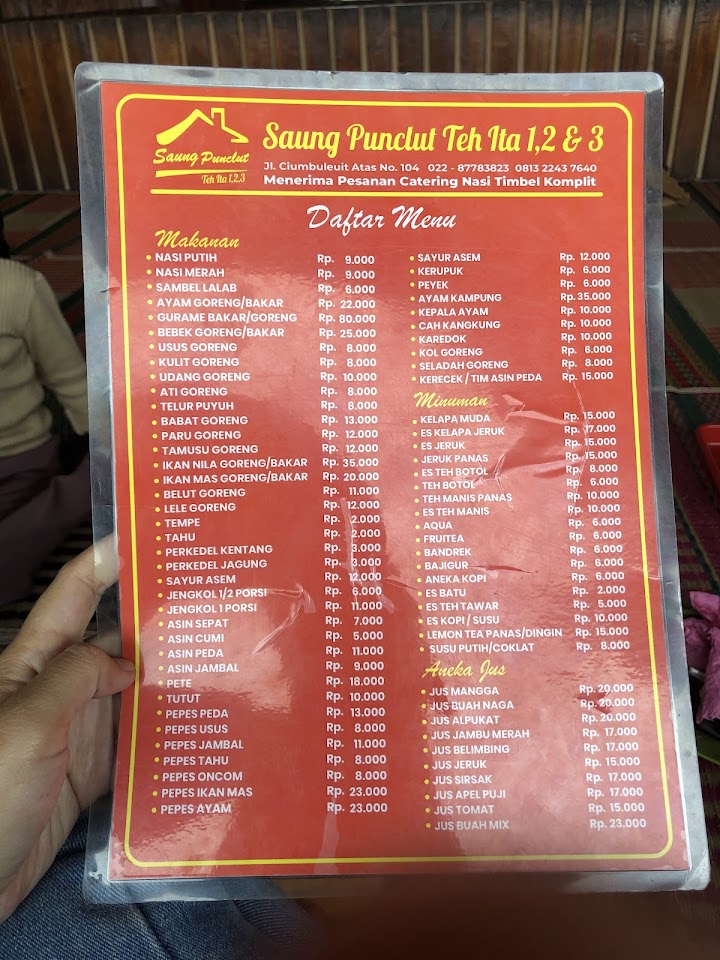 Saung Punclut
Teh Ita 1,2,3
Saung Punclut Teh Ita 1,2 & 3
Jl. Ciumbuleuit Atas No. 104 022 - 87783823 0813 2243 7640
Menerima Pesanan Catering Nasi Timbel Komplit
Daftar Menu
Makanan
NASI PUTIH Rp. 9.000
NASI MERAH Rp. 9.000
SAMBEL LALAB Rp. 6.000
AYAM GORENG/BAKAR Rp. 22.000
GURAME BAKAR/GORENG Rp. 80.000
BEBEK GORENG/BAKAR Rp. 25.000
USUS GORENG Rp. 8.000
KULIT GORENG Rp. 8.000
UDANG GORENG Rp. 10.000
ATI GORENG Rp. 8.000
TELUR PUYUH Rp. 8.000
BABAT GORENG Rp. 13.000
PARU GORENG Rp. 12.000
TAMUSU GORENG Rp. 12.000
IKAN NILA GORENG/BAKAR Rp. 35.000
IKAN MAS GORENG/BAKAR Rp. 20.000
BELUT GORENG Rp. 11.000
LELE GORENG Rp. 12.000
TEMPE Rp. 2.000
TAHU Rp. 2.000
PERKEDEL KENTANG Rp. 3.000
PERKEDEL JAGUNG Rp. 3.000
SAYUR ASEM Rp. 12.000
JENGKOL 1/2 PORSI Rp. 6.000
JENGKOL 1 PORSI Rp. 11.000
ASIN SEPAT Rp. 7.000
ASIN CUMI Rp. 5.000
ASIN PEDA Rp. 11.000
ASIN JAMBAL Rp. 9.000
PETE Rp. 18.000
TUTUT Rp. 10.000
PEPES PEDA Rp. 13.000
PEPES USUS Rp. 8.000
PEPES JAMBAL Rp. 11.000
PEPES TAHU Rp. 8.000
PEPES ONCOM Rp. 8.000
PEPES IKAN MAS Rp. 23.000
PEPES AYAM Rp. 23.000
SAYUR ASEM Rp. 12.000
KERUPUK Rp. 6.000
PEYEK Rp. 6.000
AYAM KAMPUNG Rp. 35.000
KEPALA AYAM Rp. 10.000
CAH KANGKUNG Rp. 10.000
KAREDOK Rp. 10.000
KOL GORENG Rp. 6.000
SELADAH GORENG Rp. 8.000
KERECEK / TIM ASIN PEDA Rp. 15.000
Minuman
KELAPA MUDA Rp. 15.000
ES KELAPA JERUK Rp. 17.000
ES JERUK Rp. 15.000
JERUK PANAS Rp. 15.000
ES TEH BOTOL Rp. 8.000
TEH BOTOL Rp. 6.000
TEH MANIS PANAS Rp. 10.000
ES TEH MANIS Rp. 10.000
AQUA Rp. 6.000
FRUITEA Rp. 6.000
BANDREK Rp. 6.000
BAJIGUR Rp. 6.000
ANEKA KOPI Rp. 6.000
ES BATU Rp. 2.000
ES TEH TAWAR Rp. 5.000
ES KOPI / SUSU Rp. 10.000
LEMON TEA PANAS/DINGIN Rp. 15.000
SUSU PUTIH/COKLAT Rp. 8.000
Aneka Jus
JUS MANGGA Rp. 20.000
JUS BUAH NAGA Rp. 20.000
JUS ALPUKAT Rp. 20.000
JUS JAMBU MERAH Rp. 17.000
JUS BELIMBING Rp. 17.000
JUS JERUK Rp. 15.000
JUS SIRSAK Rp. 17.000
JUS APEL PUJI Rp. 17.000
JUS TOMAT Rp. 15.000
JUS BUAH MIX Rp. 23.000